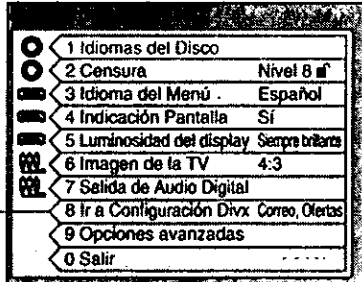 1 Idiomas del Disco
2 Censura Nivel 8
3 Idioma del Menú Español
4 Indicación Pantalla Sí
5 Luminosidad del display Siempre brillante
6 Imagen de la TV 4:3
7 Salida de Audio Digital
8 Ir a Configuración Divx Correo, Ofertas
9 Opciones avanzadas
0 Salir - - - - -